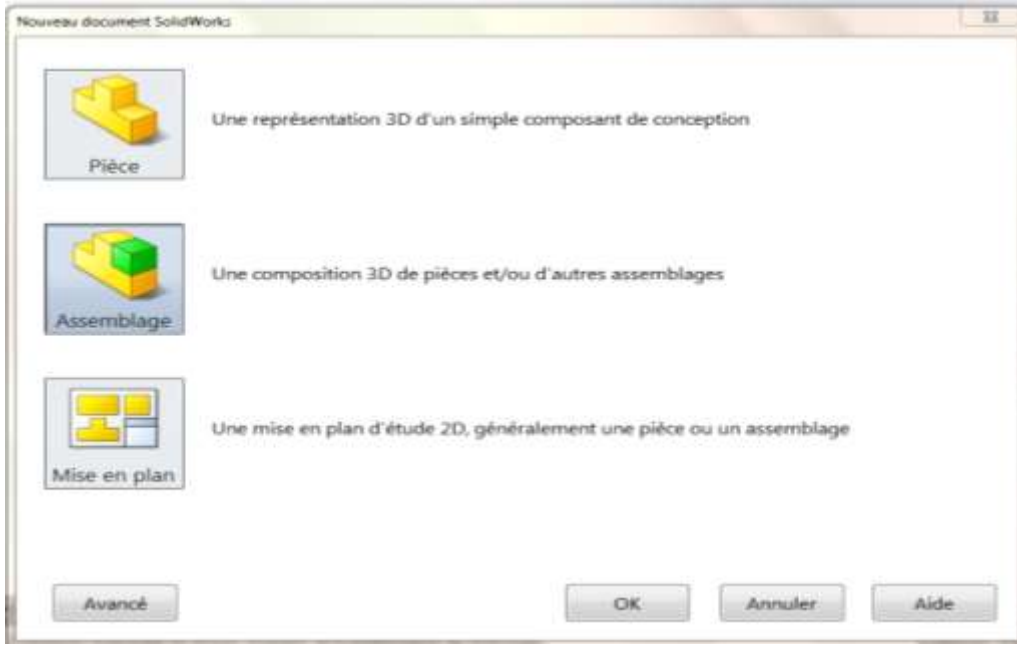 Nouveau document SolidWorks
Une représentation 3D d'un simple composant de conception
Pièce
Une composition 3D de pièces et/ou d'autres assemblages
Assemblage
Une mise en plan d'étude 2D, généralement une pièce ou un assemblage
Mise en plan
Avancé
OK
Annuler
Aide